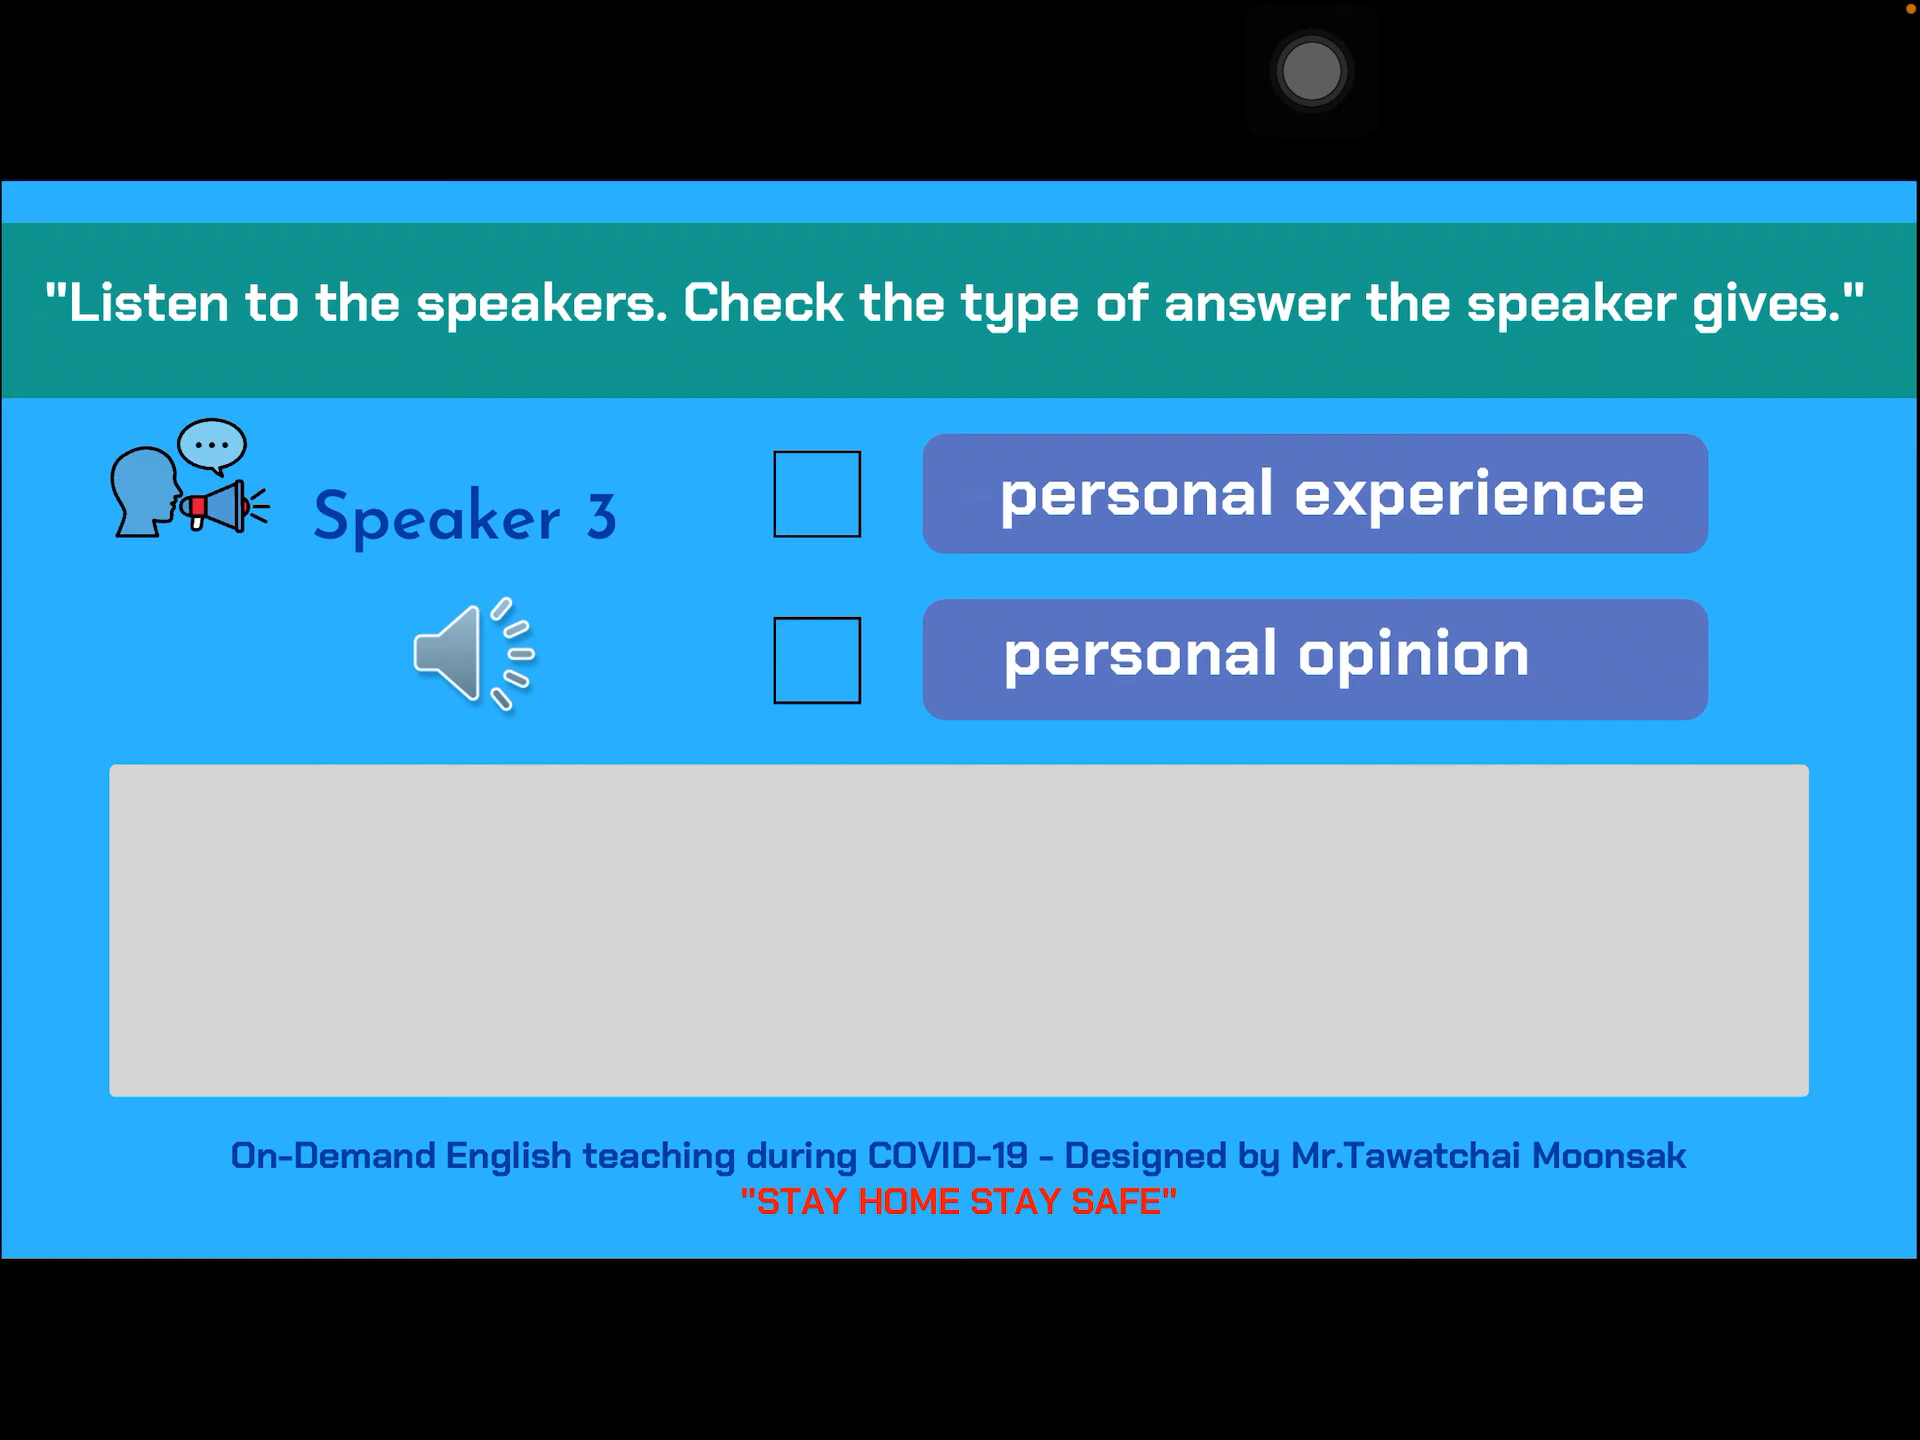 "Listen to the speakers. Check the type of answer the speaker gives."
Speaker 3
personal experience
personal opinion
On-Demand English teaching during COVID-19 - Designed by Mr.Tawatchai Moonsak
"STAY HOME STAY SAFE"